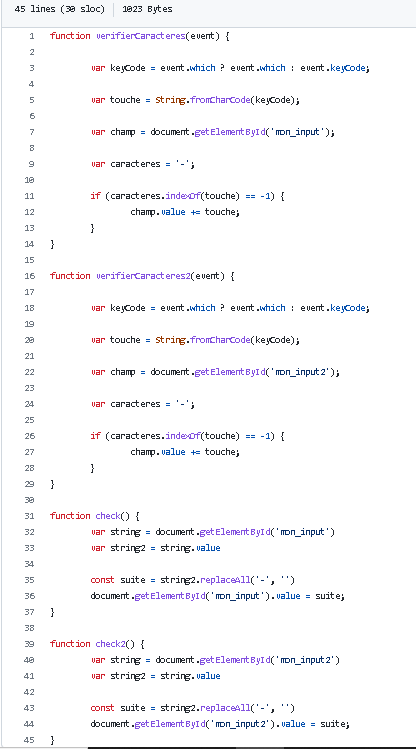 45 lines (30 sloc) 1023 Bytes
1 function verifierCaracteres(event) {
2
3 var keyCode = event.which ? event.which : event.keyCode;
4
5 var touche = String.fromCharCode(keyCode);
6
7 var champ = document.getElementById('mon_input');
8
9 var caracteres = '-';
10
11 if (caracteres.indexOf(touche) == -1) {
12 champ.value += touche;
13 }
14 }
15
16 function verifierCaracteres2(event) {
17
18 var keyCode = event.which ? event.which : event.keyCode;
19
20 var touche = String.fromCharCode(keyCode);
21
22 var champ = document.getElementById('mon_input2');
23
24 var caracteres = '-';
25
26 if (caracteres.indexOf(touche) == -1) {
27 champ.value += touche;
28 }
29 }
30
31 function check() {
32 var string = document.getElementById('mon_input')
33 var string2 = string.value
34
35 const suite = string2.replaceAll('-', '')
36 document.getElementById('mon_input').value = suite;
37 }
38
39 function check2() {
40 var string = document.getElementById('mon_input2')
41 var string2 = string.value
42
43 const suite = string2.replaceAll('-', '')
44 document.getElementById('mon_input2').value = suite;
45 }